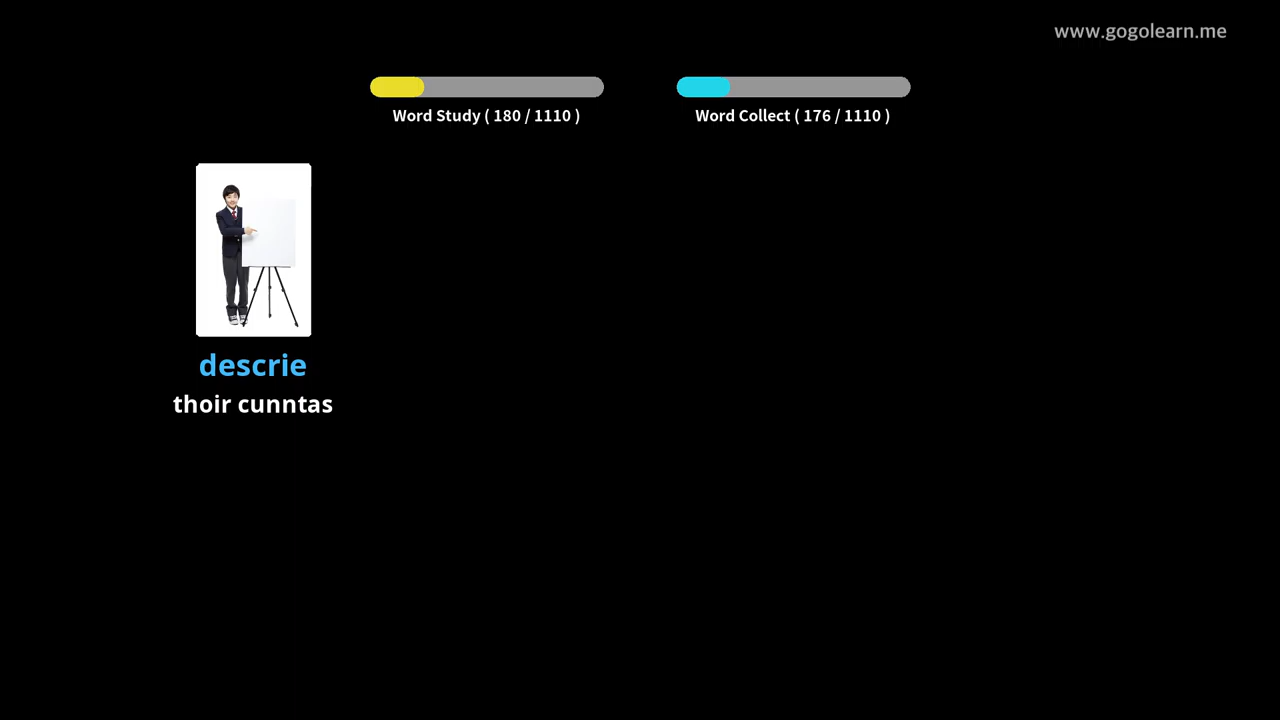 www.gogolearn.me
Word Study ( 180 / 1110 )
Word Collect ( 176 / 1110 )
descrie
thoir cunntas